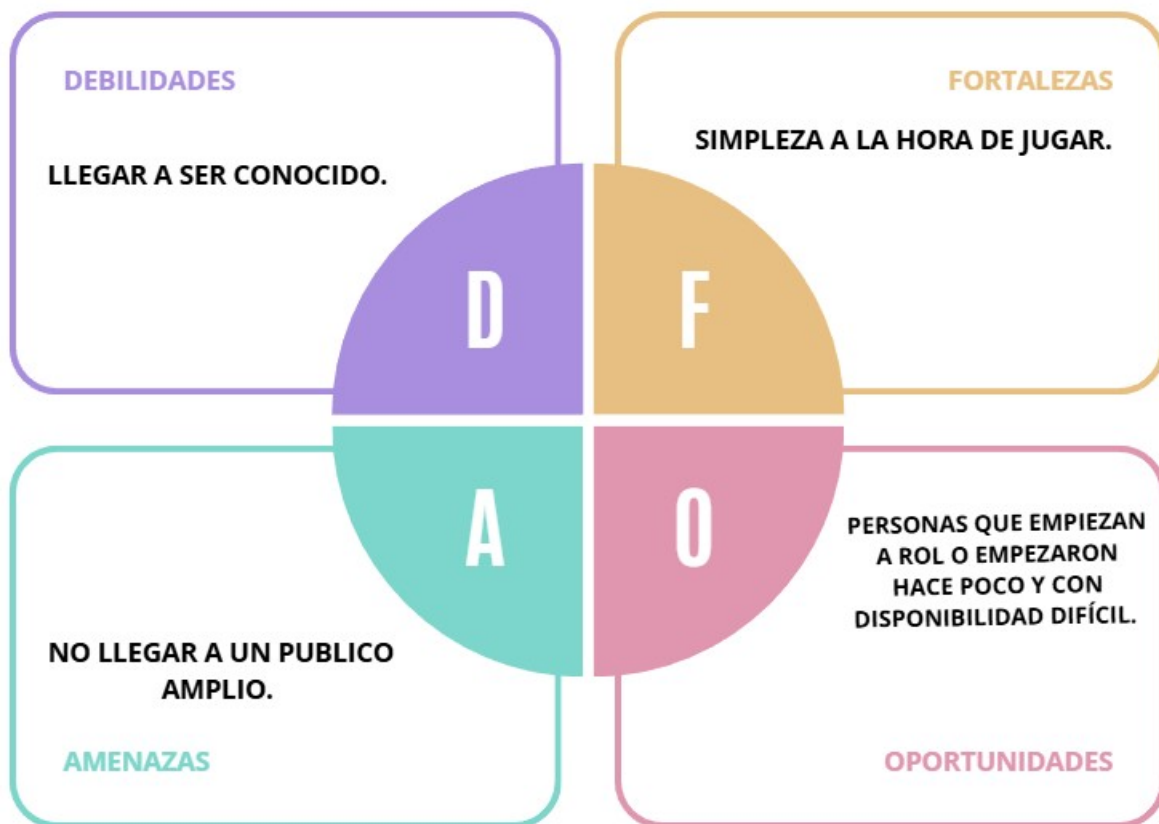 DEBILIDADES
LLEGAR A SER CONOCIDO.
FORTALEZAS
SIMPLEZA A LA HORA DE JUGAR.
D
F
A
O
NO LLEGAR A UN PUBLICO
AMPLIO.
AMENAZAS
PERSONAS QUE EMPIEZAN
A ROL O EMPEZARON
HACE POCO Y CON
DISPONIBILIDAD DIFÍCIL.
OPORTUNIDADES